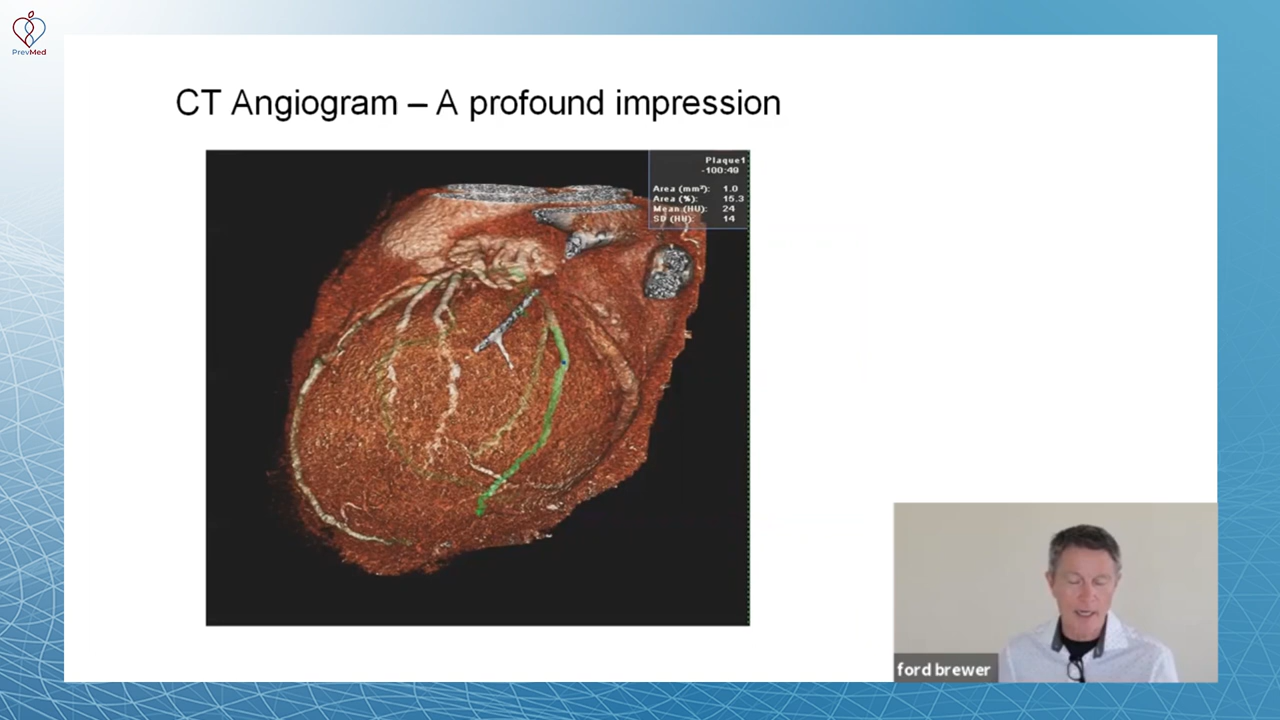 PrevMed
CT Angiogram – A profound impression
Plaque1
-100:49
Area (mm²): 1.0
Area (%): 15.3
Mean (HU): 24
SD (HU): 14
ford brewer